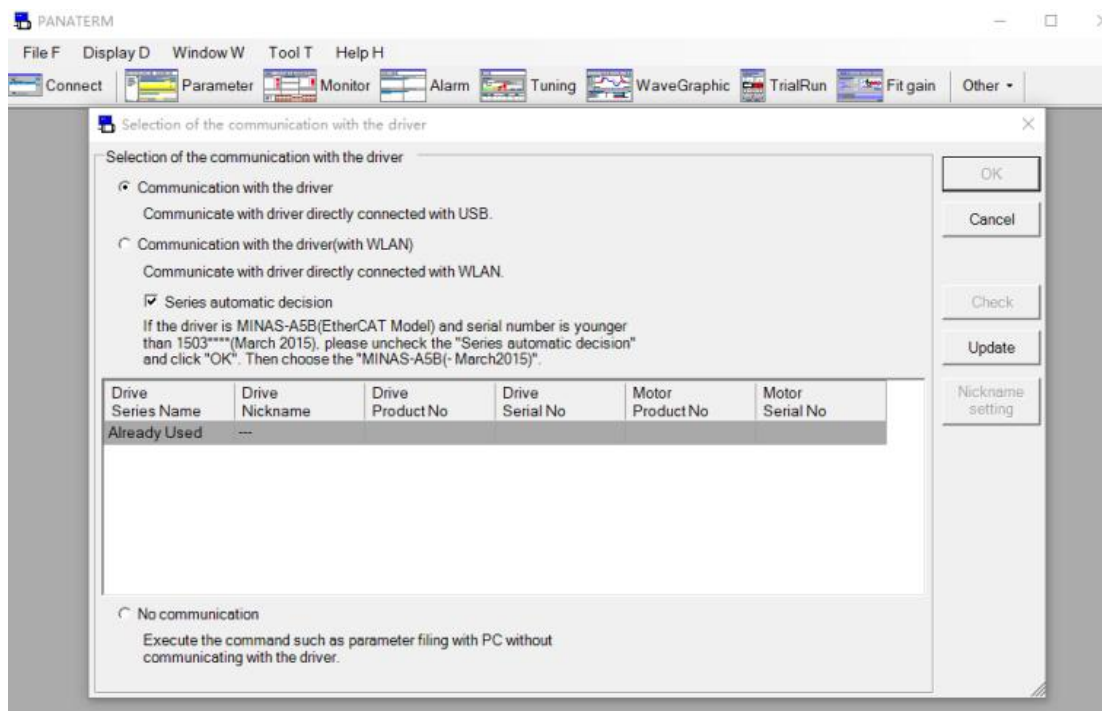 PANATERM
File F Display D Window W Tool T Help H
Connect Parameter Monitor Alarm Tuning WaveGraphic TrialRun Fit gain Other
Selection of the communication with the driver
Selection of the communication with the driver
Communication with the driver
Communicate with driver directly connected with USB.
Communication with the driver(with WLAN)
Communicate with driver directly connected with WLAN.
Series automatic decision
If the driver is MINAS-A5B(EtherCAT Model) and serial number is younger
than 1503****(March 2015), please uncheck the "Series automatic decision"
and click "OK". Then choose the "MINAS-A5B(- March2015)".
Drive Drive Drive Drive Motor Motor
Series Name Nickname Product No Serial No Product No Serial No
Already Used ---
No communication
Execute the command such as parameter filing with PC without
communicating with the driver.
OK
Cancel
Check
Update
Nickname
setting